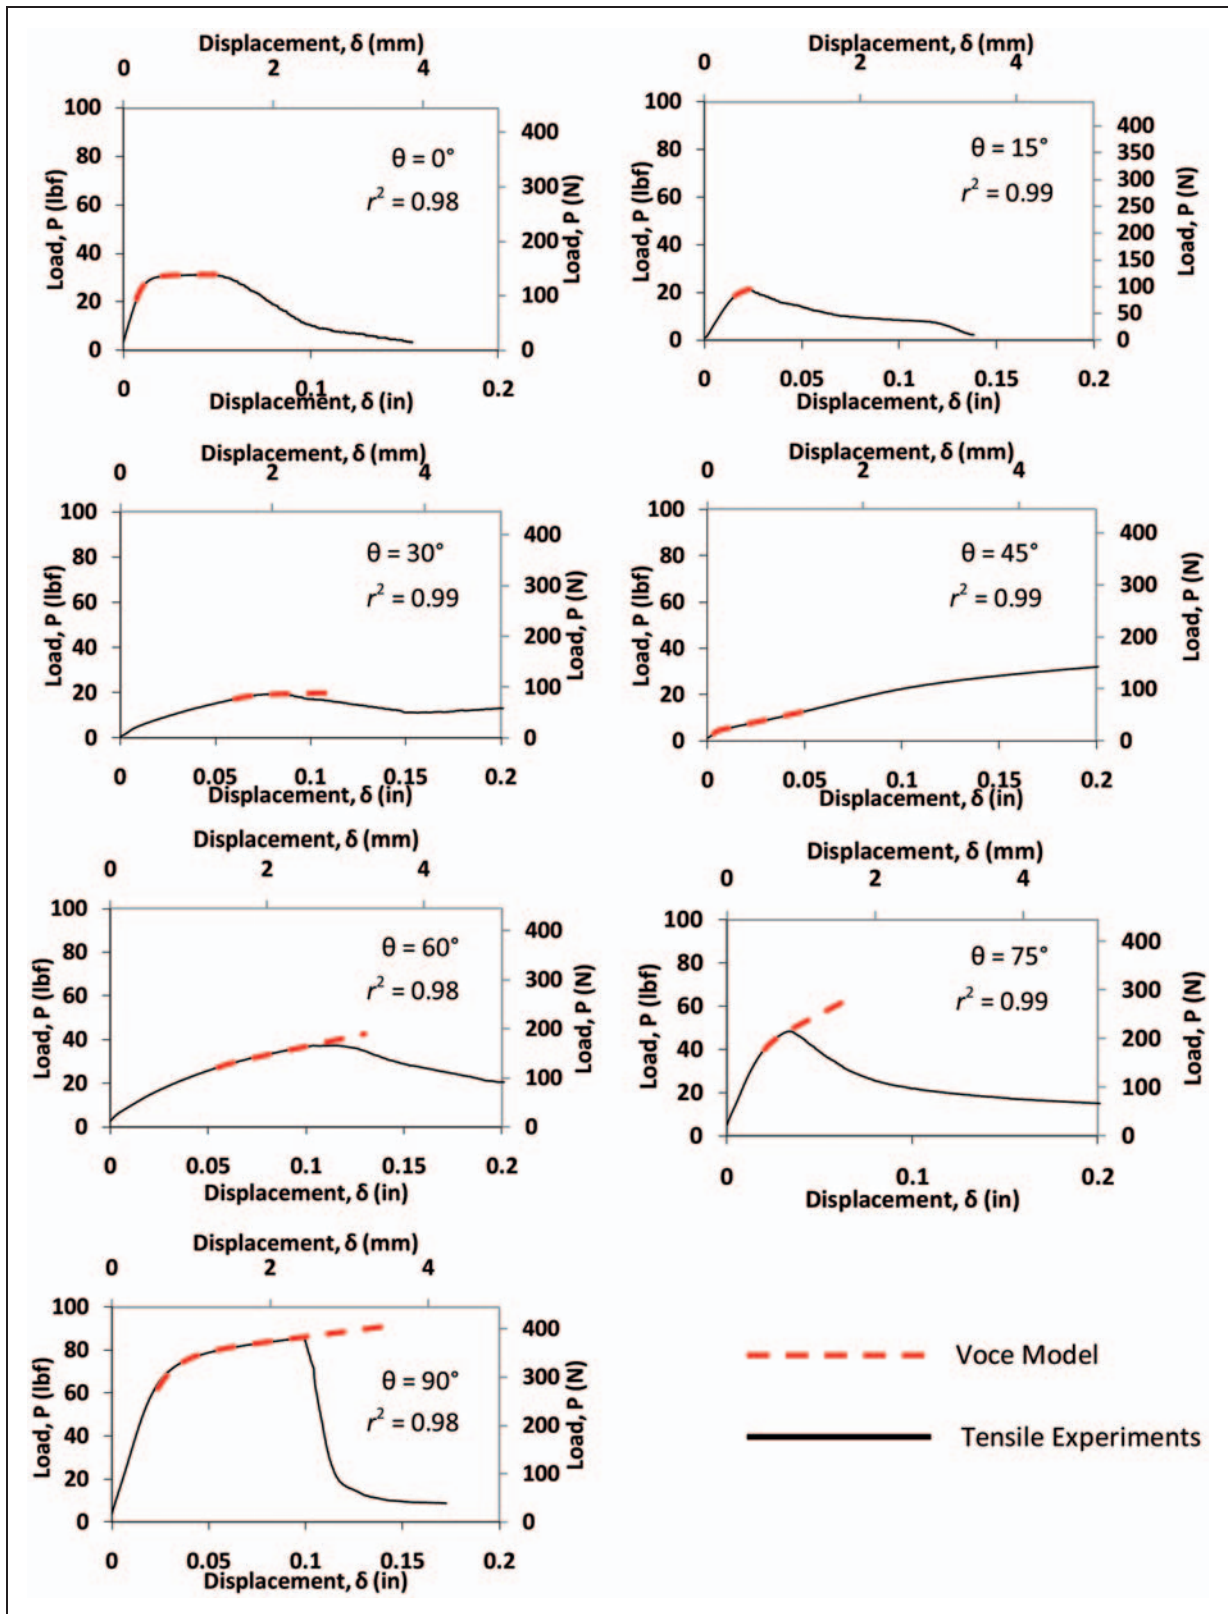 Displacement, δ (mm)
0 2 4
100
80
60
40
20
0
Load, P (lbf)
θ = 0°
r² = 0.98
400
300
200
100
0
Load, P (N)
0 0.1 0.2
Displacement, δ (in)
Displacement, δ (mm)
0 2 4
100
80
60
40
20
0
Load, P (lbf)
θ = 15°
r² = 0.99
400
350
300
250
200
150
100
50
0
Load, P (N)
0 0.05 0.1 0.15 0.2
Displacement, δ (in)
Displacement, δ (mm)
0 2 4
100
80
60
40
20
0
Load, P (lbf)
θ = 30°
r² = 0.99
400
300
200
100
0
Load, P (N)
0 0.05 0.1 0.15 0.2
Displacement, δ (in)
Displacement, δ (mm)
0 2 4
100
80
60
40
20
0
Load, P (lbf)
θ = 45°
r² = 0.99
400
300
200
100
0
Load, P (N)
0 0.05 0.1 0.15 0.2
Displacement, δ (in)
Displacement, δ (mm)
0 2 4
100
80
60
40
20
0
Load, P (lbf)
θ = 60°
r² = 0.98
400
300
200
100
0
Load, P (N)
0 0.05 0.1 0.15 0.2
Displacement, δ (in)
Displacement, δ (mm)
0 2 4
100
80
60
40
20
0
Load, P (lbf)
θ = 75°
r² = 0.99
400
300
200
100
0
Load, P (N)
0 0.1 0.2
Displacement, δ (in)
Displacement, δ (mm)
0 2 4
100
80
60
40
20
0
Load, P (lbf)
θ = 90°
r² = 0.98
400
300
200
100
0
Load, P (N)
0 0.05 0.1 0.15 0.2
Displacement, δ (in)
Voce Model
Tensile Experiments